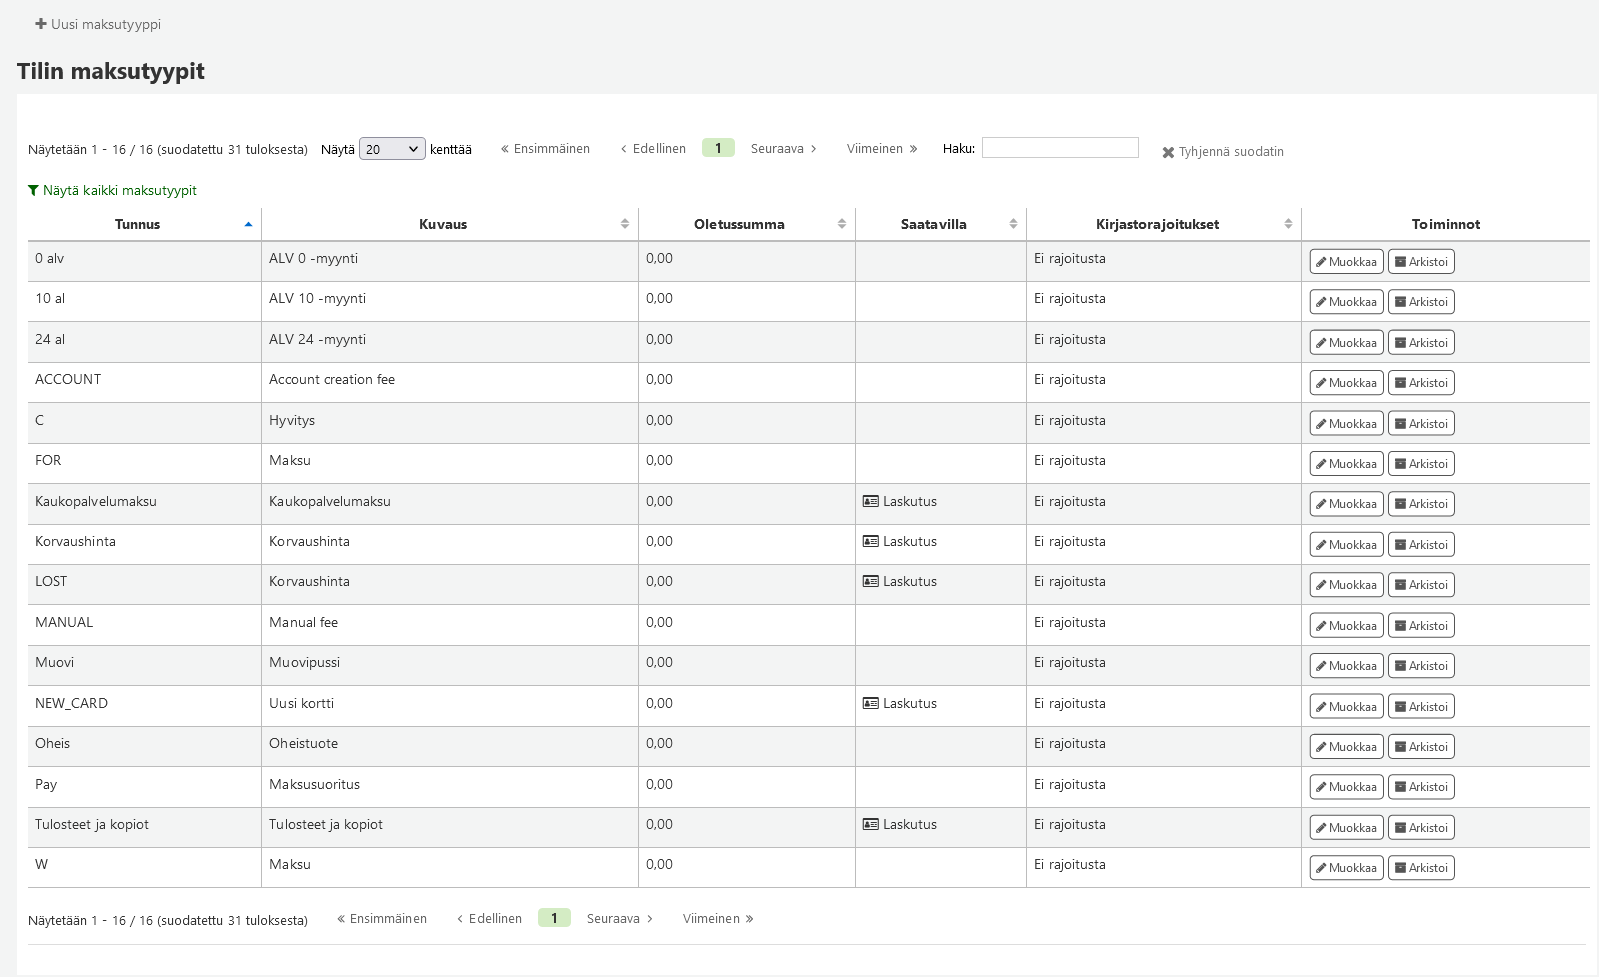 Uusi maksutyyppi
Tilin maksutyypit
Näytetään 1 - 16 / 16 (suodatettu 31 tuloksesta) Näytä 20 kenttää « Ensimmäinen ‹ Edellinen 1 Seuraava › Viimeinen » Haku: Tyhjennä suodatin
Näytä kaikki maksutyypit
Tunnus Kuvaus Oletussumma Saatavilla Kirjastorajoitukset Toiminnot
0 alv ALV 0 -myynti 0,00 Ei rajoitusta Muokkaa Arkistoi
10 al ALV 10 -myynti 0,00 Ei rajoitusta Muokkaa Arkistoi
24 al ALV 24 -myynti 0,00 Ei rajoitusta Muokkaa Arkistoi
ACCOUNT Account creation fee 0,00 Ei rajoitusta Muokkaa Arkistoi
C Hyvitys 0,00 Ei rajoitusta Muokkaa Arkistoi
FOR Maksu 0,00 Ei rajoitusta Muokkaa Arkistoi
Kaukopalvelumaksu Kaukopalvelumaksu 0,00 Laskutus Ei rajoitusta Muokkaa Arkistoi
Korvaushinta Korvaushinta 0,00 Laskutus Ei rajoitusta Muokkaa Arkistoi
LOST Korvaushinta 0,00 Laskutus Ei rajoitusta Muokkaa Arkistoi
MANUAL Manual fee 0,00 Ei rajoitusta Muokkaa Arkistoi
Muovi Muovipussi 0,00 Ei rajoitusta Muokkaa Arkistoi
NEW_CARD Uusi kortti 0,00 Laskutus Ei rajoitusta Muokkaa Arkistoi
Oheis Oheistuote 0,00 Ei rajoitusta Muokkaa Arkistoi
Pay Maksusuoritus 0,00 Ei rajoitusta Muokkaa Arkistoi
Tulosteet ja kopiot Tulosteet ja kopiot 0,00 Laskutus Ei rajoitusta Muokkaa Arkistoi
W Maksu 0,00 Ei rajoitusta Muokkaa Arkistoi
Näytetään 1 - 16 / 16 (suodatettu 31 tuloksesta) « Ensimmäinen ‹ Edellinen 1 Seuraava › Viimeinen »